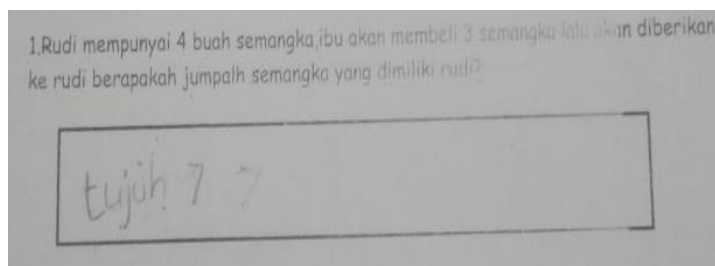 1.Rudi mempunyai 4 buah semangka,ibu akan membeli 3 semangka lalu akan diberikan
ke rudi berapakah jumpalh semangka yang dimiliki rudi?
tujuh 7 7